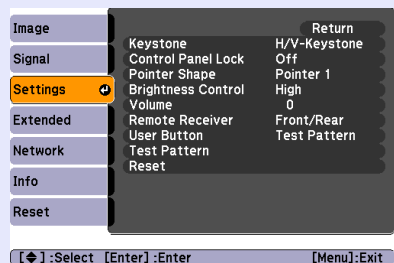 Image
Signal
Settings
Extended
Network
Info
Reset
Return
Keystone H/V-Keystone
Control Panel Lock Off
Pointer Shape Pointer 1
Brightness Control High
Volume 0
Remote Receiver Front/Rear
User Button Test Pattern
Test Pattern
Reset
[◆] :Select [Enter] :Enter [Menu]:Exit